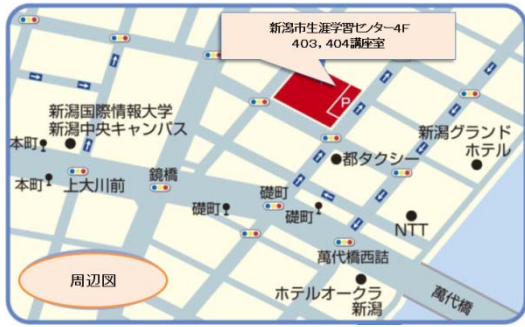 新潟市生涯学習センター4F
403，404講座室
P
新潟国際情報大学
新潟中央キャンパス
本町
本町
上大川前
鏡橋
礎町
礎町
礎町
都タクシー
新潟グランド
ホテル
NTT
萬代橋西詰
ホテルオークラ
新潟
萬代橋
周辺図